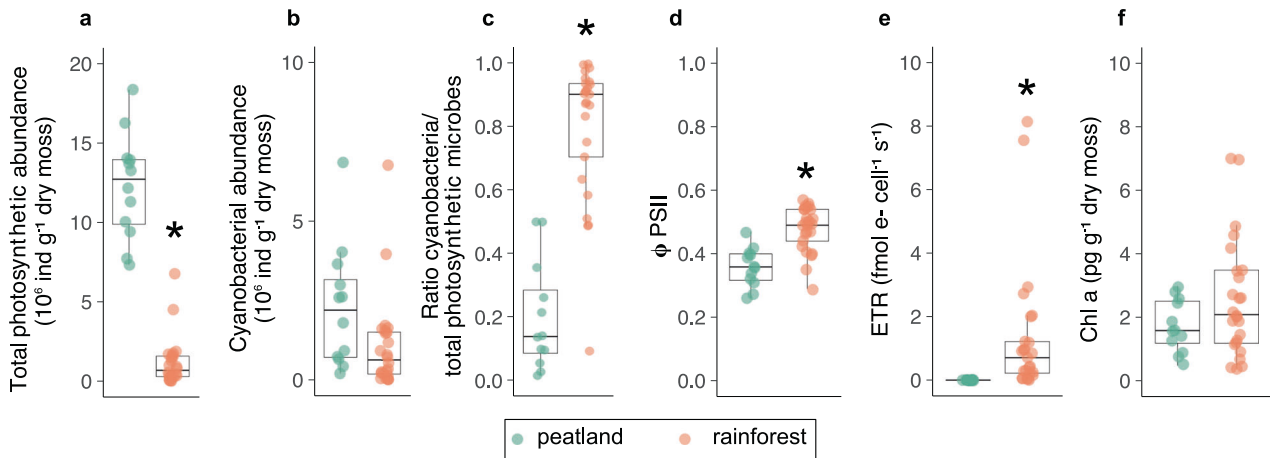 a
Total photosynthetic abundance
(10⁶ ind g⁻¹ dry moss)
20
15
10
5
0
*
b
Cyanobacterial abundance
(10⁶ ind g⁻¹ dry moss)
10
5
0
c
Ratio cyanobacteria/
total photosynthetic microbes
1.0
0.8
0.6
0.4
0.2
0.0
*
d
ϕ PSII
1.0
0.8
0.6
0.4
0.2
0.0
*
e
ETR (fmol e- cell⁻¹ s⁻¹)
10
8
6
4
2
0
*
f
Chl a (pg g⁻¹ dry moss)
10
8
6
4
2
0
peatland
rainforest